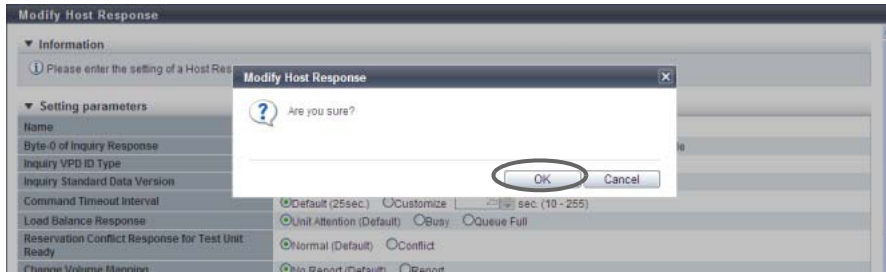 Modify Host Response
▼ Information
Please enter the setting of a Host Res
Modify Host Response
Are you sure?
OK Cancel
▼ Setting parameters
Name
Byte-0 of Inquiry Response
Inquiry VPD ID Type
Inquiry Standard Data Version
Command Timeout Interval Default (25sec.) Customize sec. (10 - 255)
Load Balance Response Unit Attention (Default) Busy Queue Full
Reservation Conflict Response for Test Unit
Ready Normal (Default) Conflict
Change Volume Mapping No Report (Default) Report